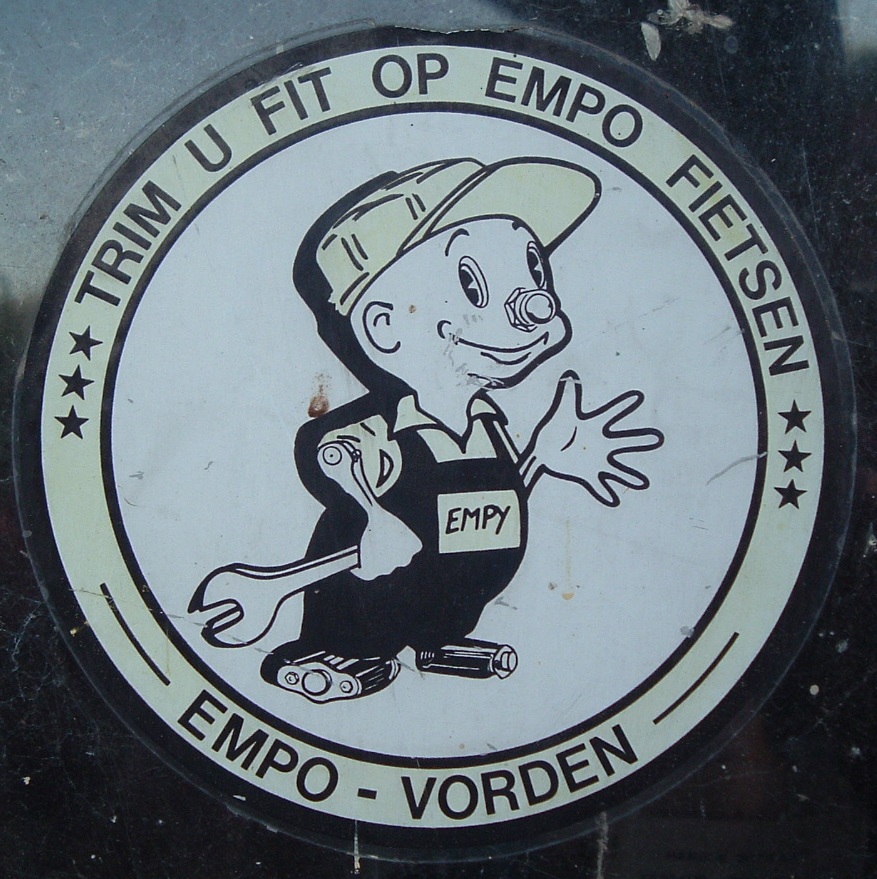 TRIM U FIT OP EMPO FIETSEN
EMPY
EMPO - VORDEN